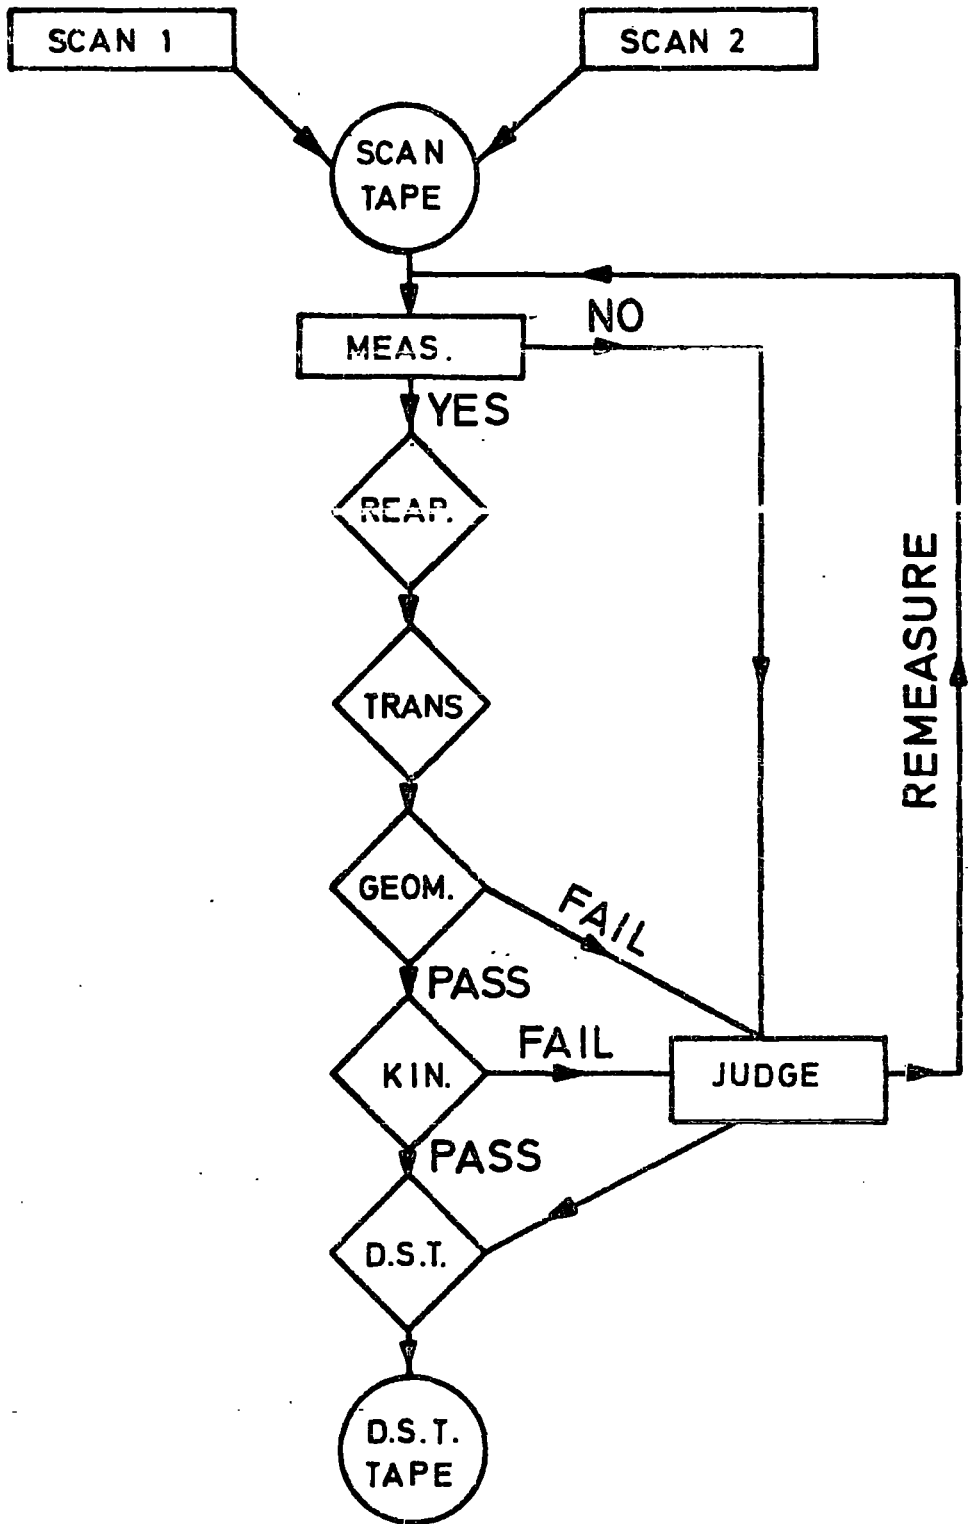 SCAN 1
SCAN 2
SCAN
TAPE
NO
MEAS.
YES
REAP.
TRANS
REMEASURE
GEOM.
FAIL
PASS
KIN.
FAIL
JUDGE
PASS
D.S.T.
D.S.T.
TAPE